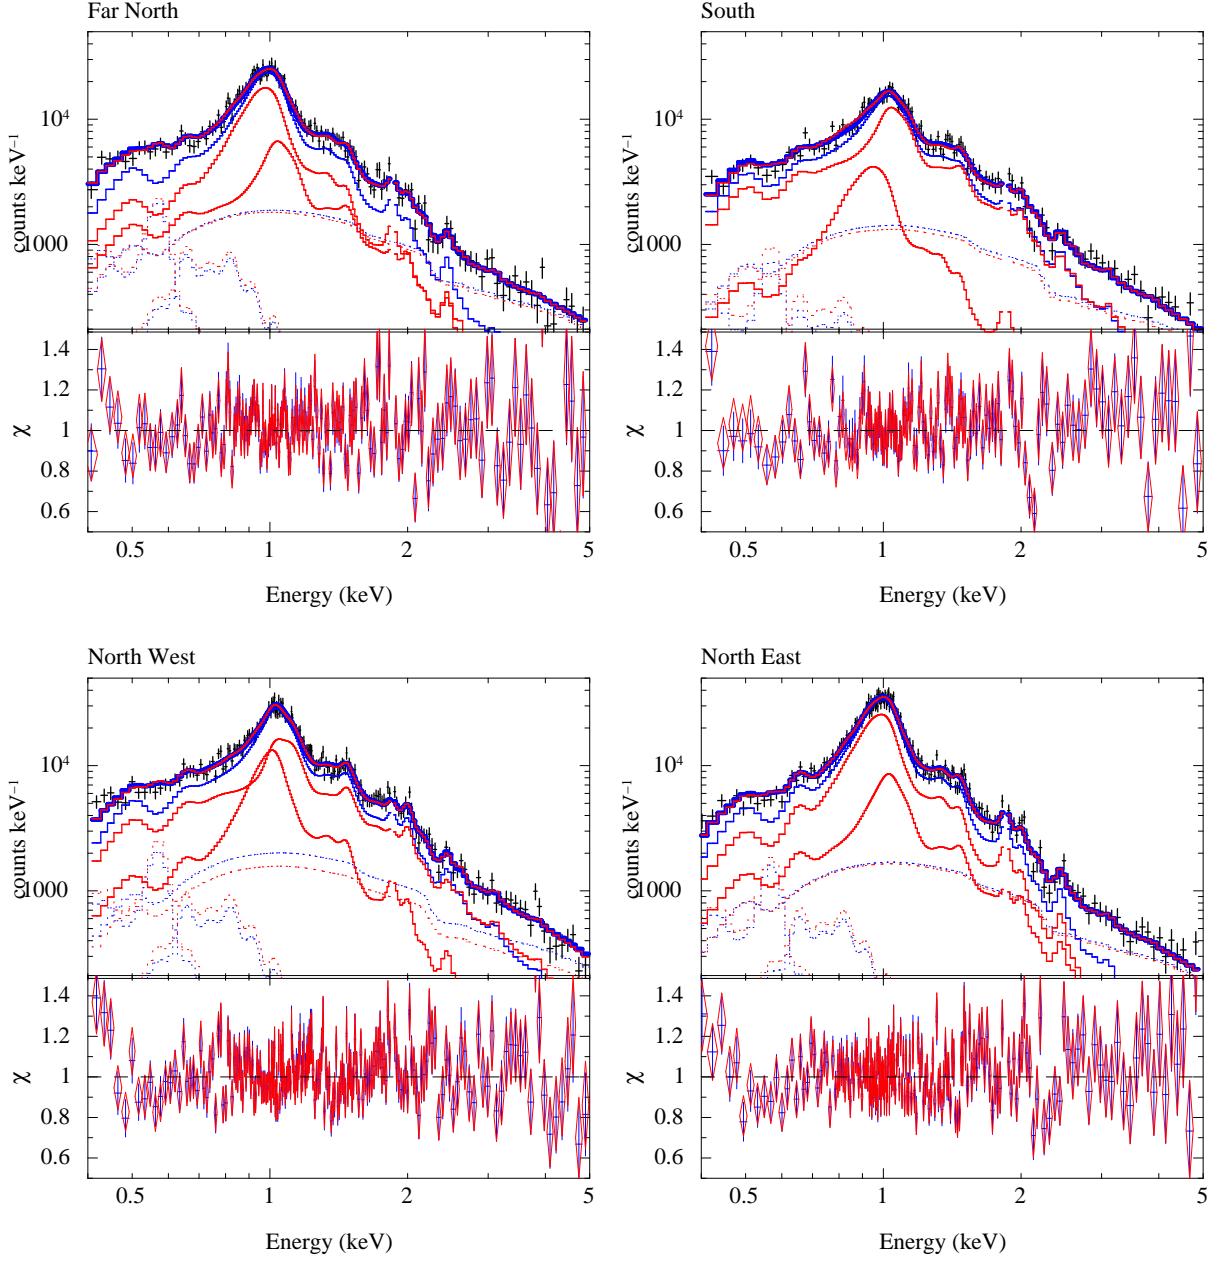 Far North
South
counts keV⁻¹
10⁴
1000
counts keV⁻¹
10⁴
1000
χ
1.4
1.2
1
0.8
0.6
χ
1.4
1.2
1
0.8
0.6
0.5 1 2 5
0.5 1 2 5
Energy (keV)
Energy (keV)
North West
North East
counts keV⁻¹
10⁴
1000
counts keV⁻¹
10⁴
1000
χ
1.4
1.2
1
0.8
0.6
χ
1.4
1.2
1
0.8
0.6
0.5 1 2 5
0.5 1 2 5
Energy (keV)
Energy (keV)